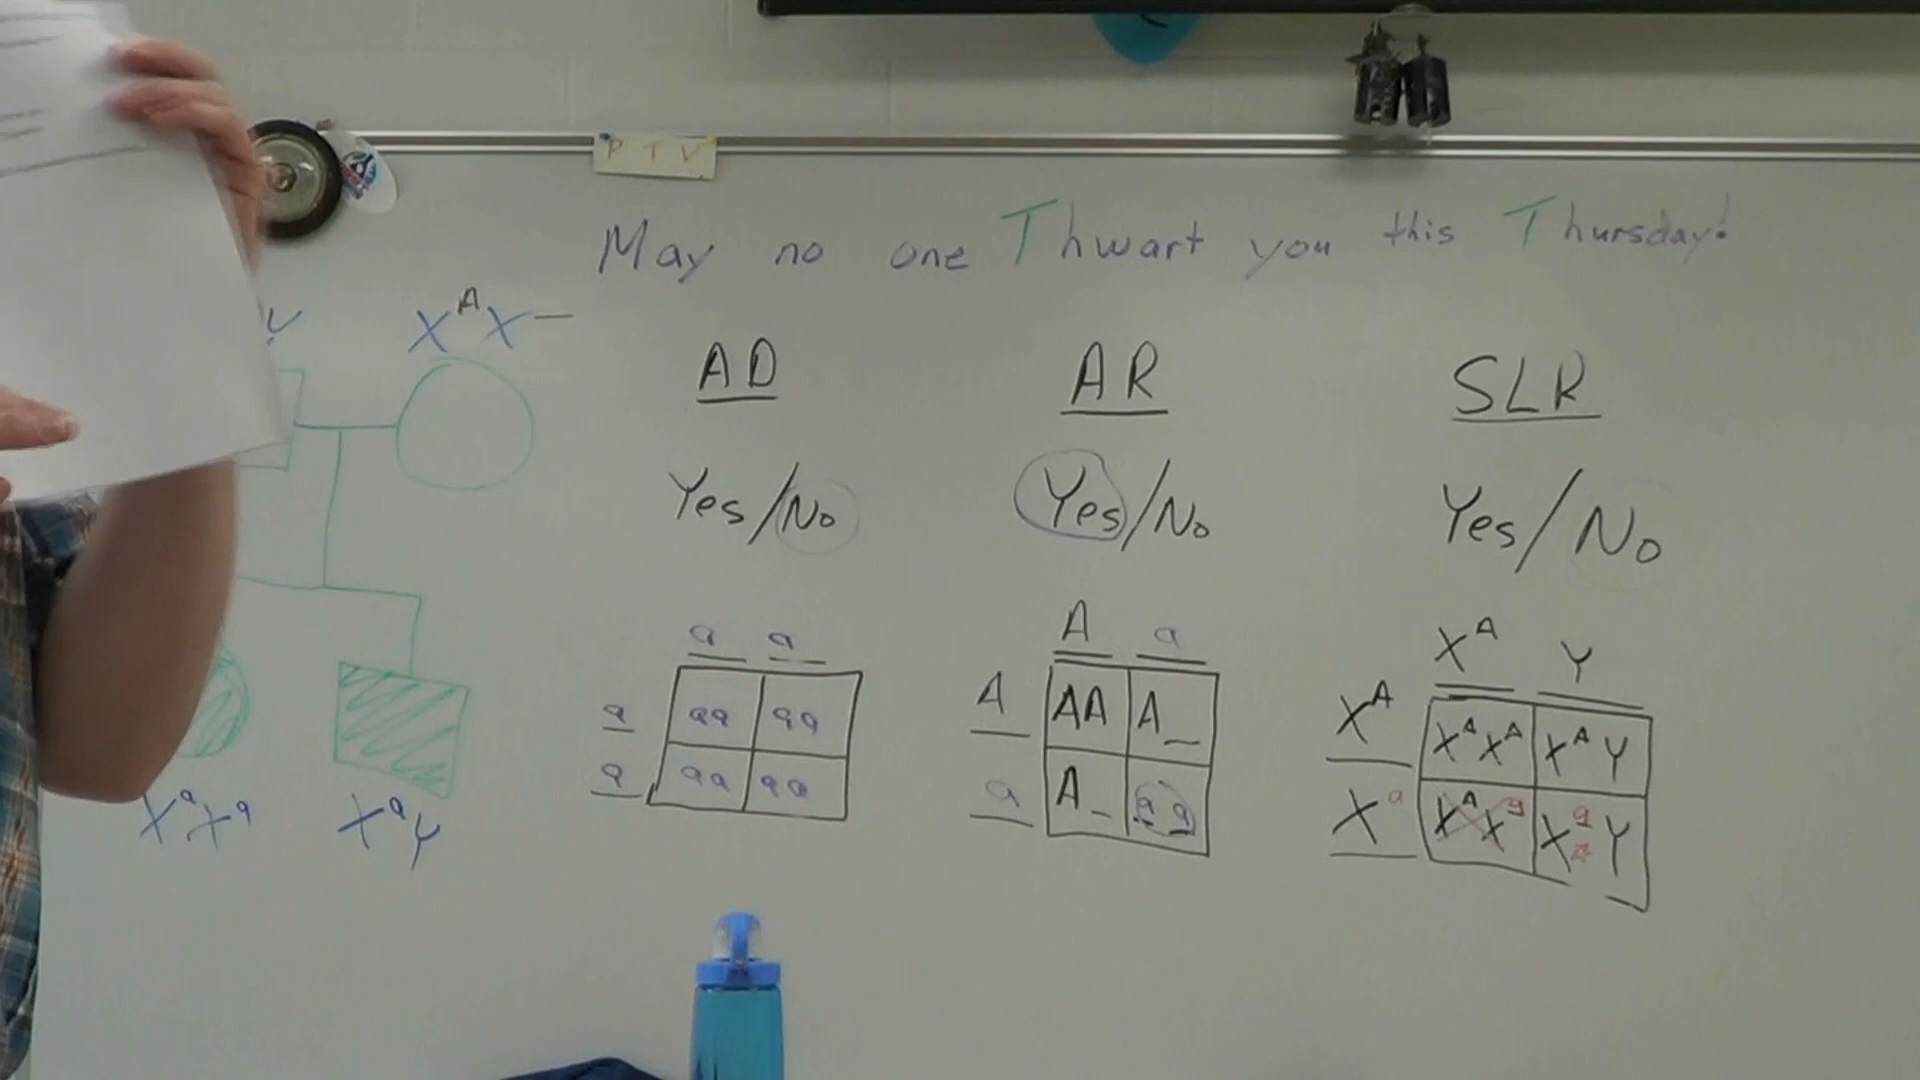 P T V
May no one Thwart you this Thursday!
Y X^A X^—
AD AR SLR
Yes/No Yes/No Yes/No
a a A a X^A Y
a aa aa A AA A_ X^A X^A X^A X^A Y
a aa aa a A_ aa X^a X^A X^a X^a Y
X^a X^a X^a Y